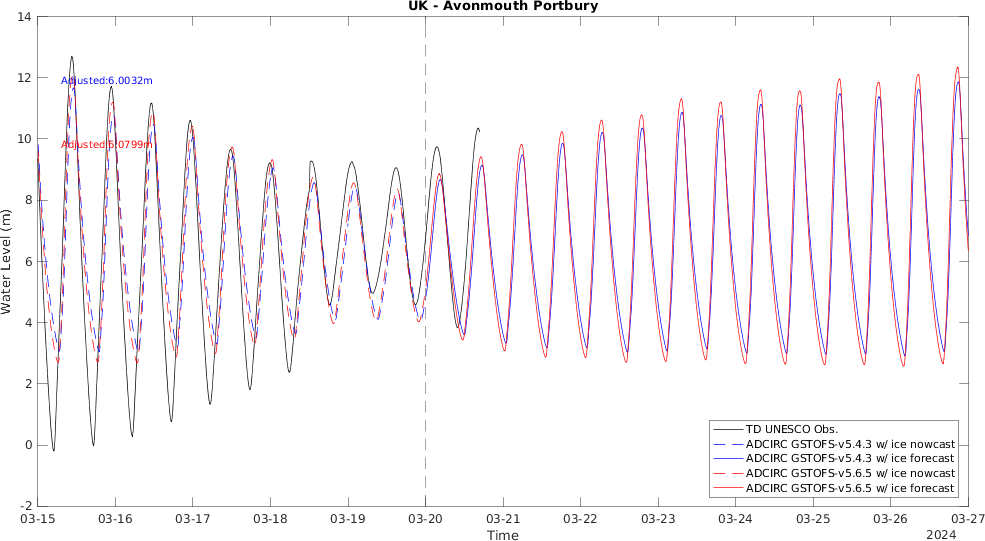 UK - Avonmouth Portbury
14
12
10
8
6
4
2
0
-2
Water Level (m)
Adjusted:6.0032m
Adjusted:6.0799m
03-15
03-16
03-17
03-18
03-19
03-20
03-21
03-22
03-23
03-24
03-25
03-26
03-27
Time
2024
TD UNESCO Obs.
ADCIRC GSTOFS-v5.4.3 w/ ice nowcast
ADCIRC GSTOFS-v5.4.3 w/ ice forecast
ADCIRC GSTOFS-v5.6.5 w/ ice nowcast
ADCIRC GSTOFS-v5.6.5 w/ ice forecast